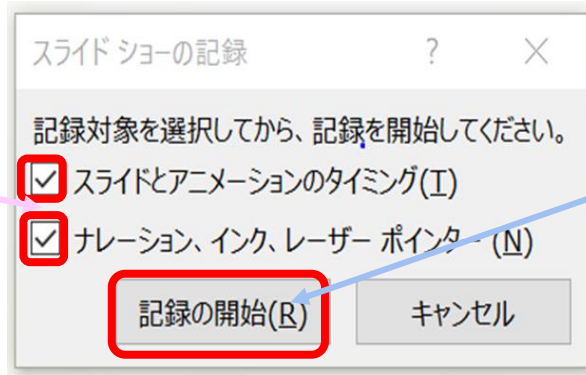 スライド ショーの記録 ? ×
記録対象を選択してから、記録を開始してください。
スライドとアニメーションのタイミング(T)
ナレーション、インク、レーザー ポインター (N)
記録の開始(R) キャンセル